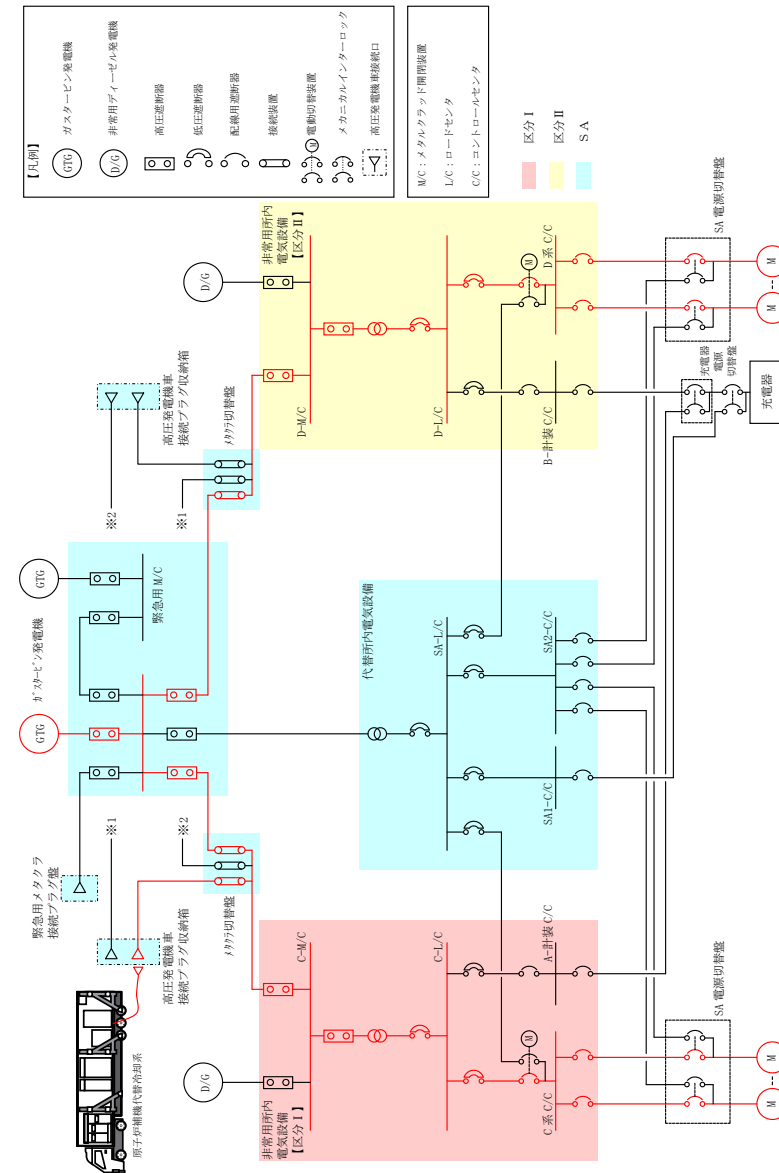 【凡例】
GTG
ガスタービン発電機
D/G
非常用ディーゼル発電機
高圧遮断器
低圧遮断器
配線用遮断器
接続装置
M
電動切替装置
メカニカルインターロック
高圧発電機車接続口
M/C：メタルクラッド開閉装置
L/C：ロードセンタ
C/C：コントロールセンタ
区分Ⅰ
区分Ⅱ
ＳＡ
原子炉補機代替冷却系
緊急用メタクラ
接続プラグ盤
高圧発電機車
接続プラグ収納箱
※1
※2
ﾒﾀｸﾗ切替盤
GTG
ｶﾞｽﾀｰﾋﾞﾝ発電機
GTG
緊急用 M/C
※2
※1
高圧発電機車
接続プラグ収納箱
ﾒﾀｸﾗ切替盤
D/G
非常用所内
電気設備
【区分Ⅰ】
C-M/C
C-L/C
M
C 系 C/C
A-計装 C/C
代替所内電気設備
SA-L/C
SA1-C/C
SA2-C/C
D/G
非常用所内
電気設備
【区分Ⅱ】
D-M/C
D-L/C
M
B-計装 C/C
D 系 C/C
SA 電源切替盤
M
M
充電器
電源
切替盤
充電器
SA 電源切替盤
M
M